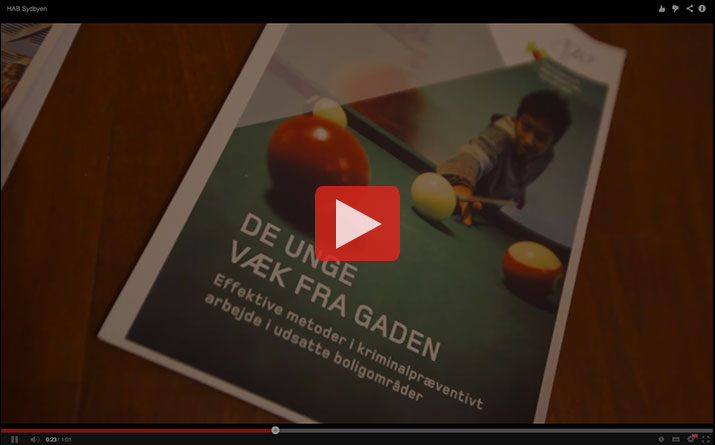 HAB Sydbyen
DE UNGE
VÆK FRA GADEN
Effektive metoder i kriminalpræventivt
arbejde i udsatte boligområder
0:23 / 1:01